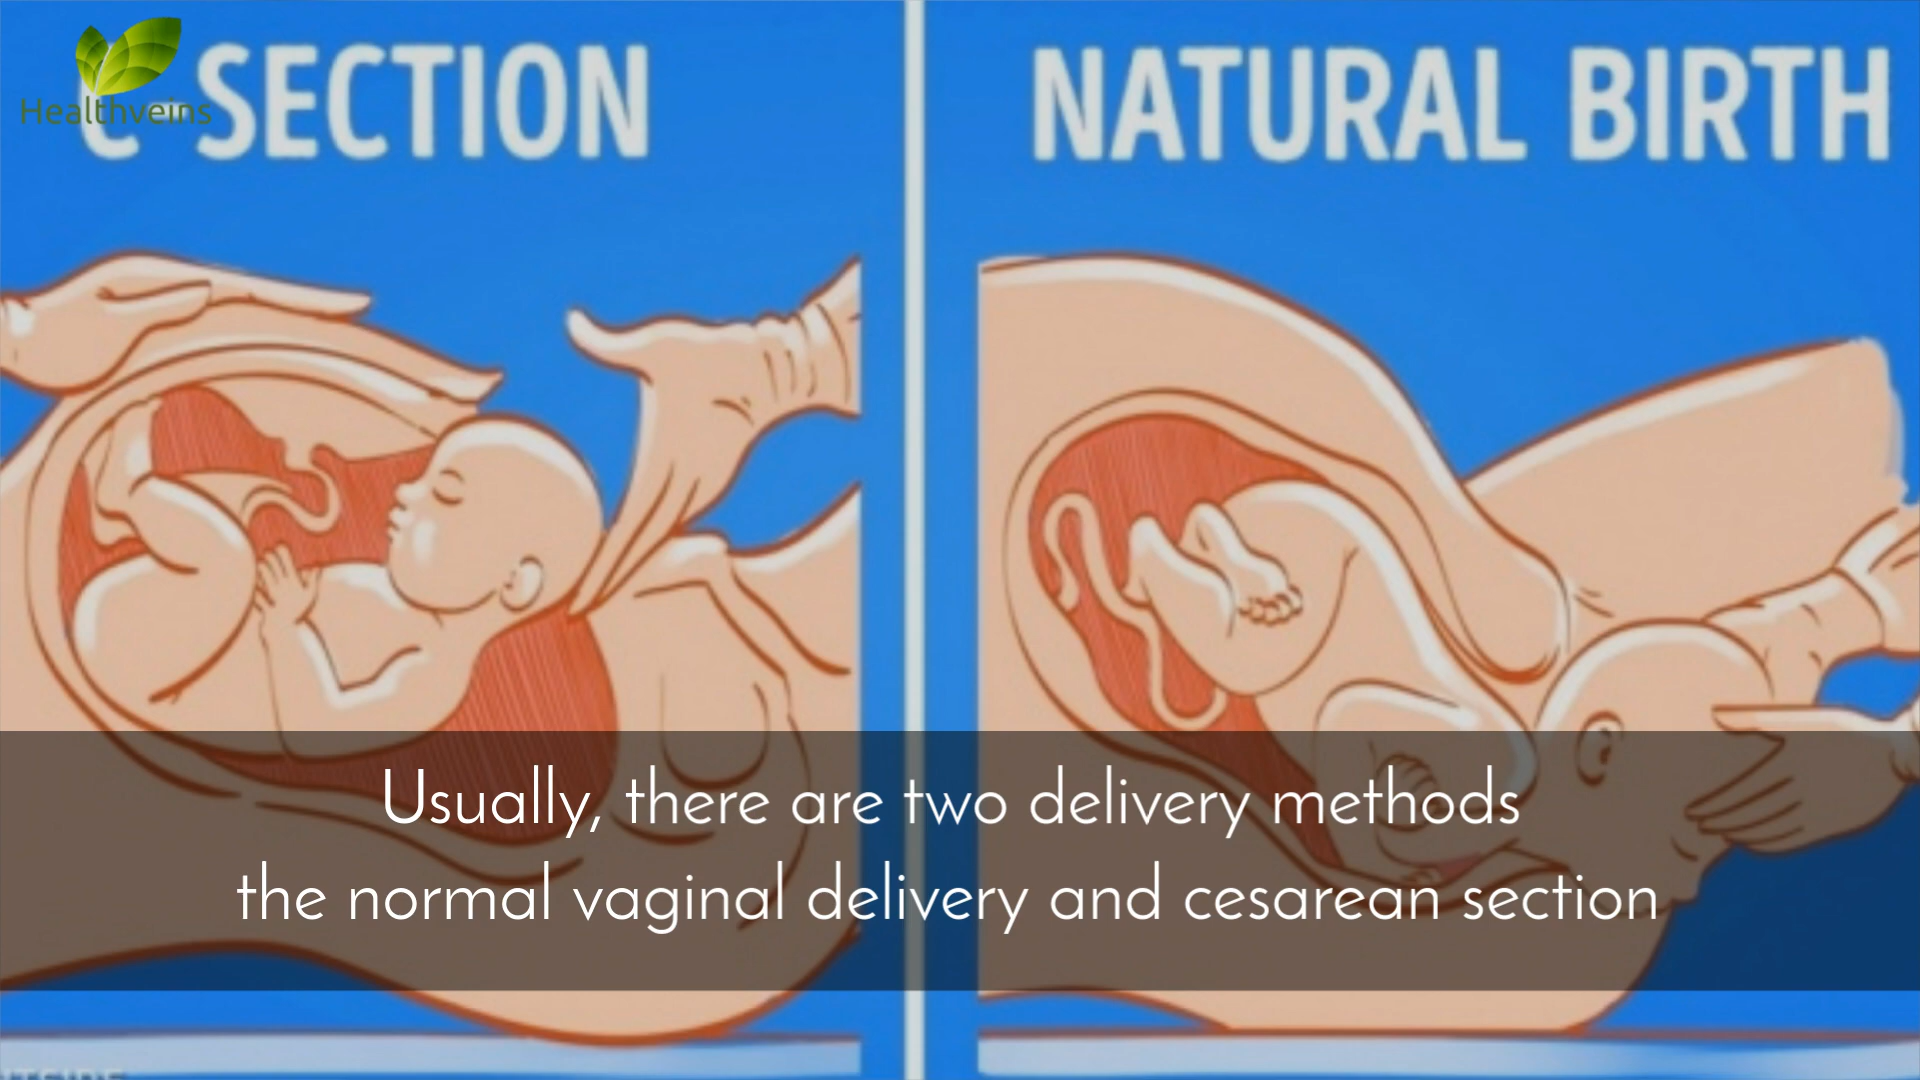 Healthveins
C-SECTION
NATURAL BIRTH
Usually, there are two delivery methods
the normal vaginal delivery and cesarean section